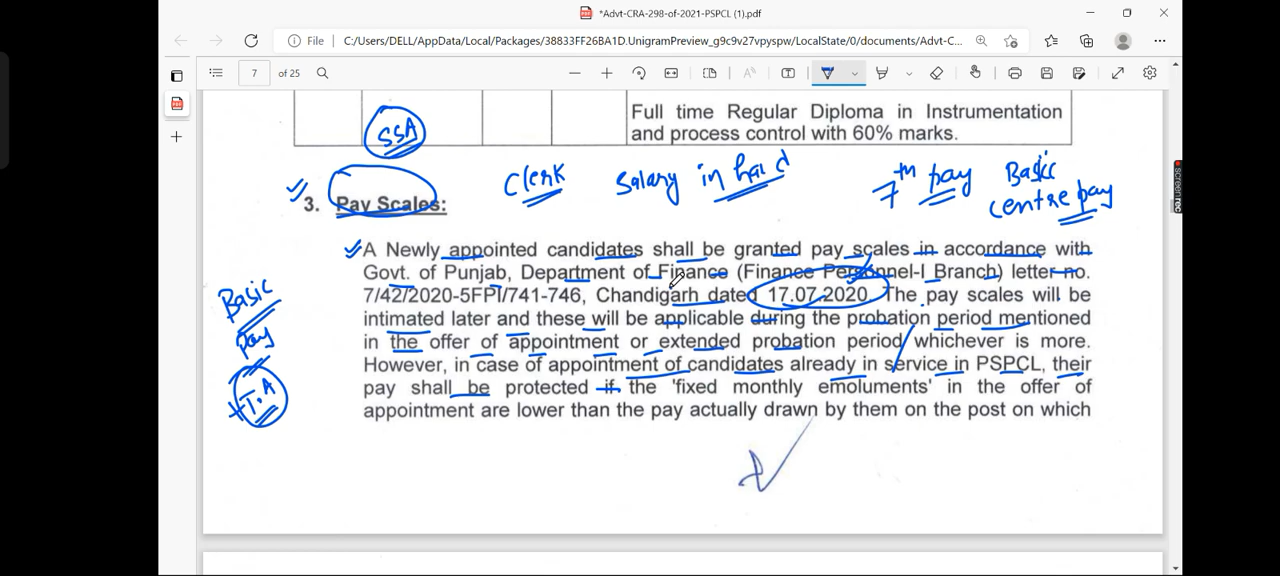 *Advt-CRA-298-of-2021-PSPCL (1).pdf
File C:/Users/DELL/AppData/Local/Packages/38833FF26BA1D.UnigramPreview_g9c9v27vpyspw/LocalState/0/documents/Advt-C...
7 of 25
Full time Regular Diploma in Instrumentation
and process control with 60% marks.
SSA
Clerk Salary in hand 7th pay Basic
centre pay
3. Pay Scales:
A Newly appointed candidates shall be granted pay scales in accordance with
Govt. of Punjab, Department of Finance (Finance Personnel-I Branch) letter no.
7/42/2020-5FPI/741-746, Chandigarh dated 17.07.2020. The pay scales will be
intimated later and these will be applicable during the probation period mentioned
in the offer of appointment or extended probation period whichever is more.
However, in case of appointment of candidates already in service in PSPCL, their
pay shall be protected if the 'fixed monthly emoluments' in the offer of
appointment are lower than the pay actually drawn by them on the post on which
Basic
pay
+T.A
screen rec